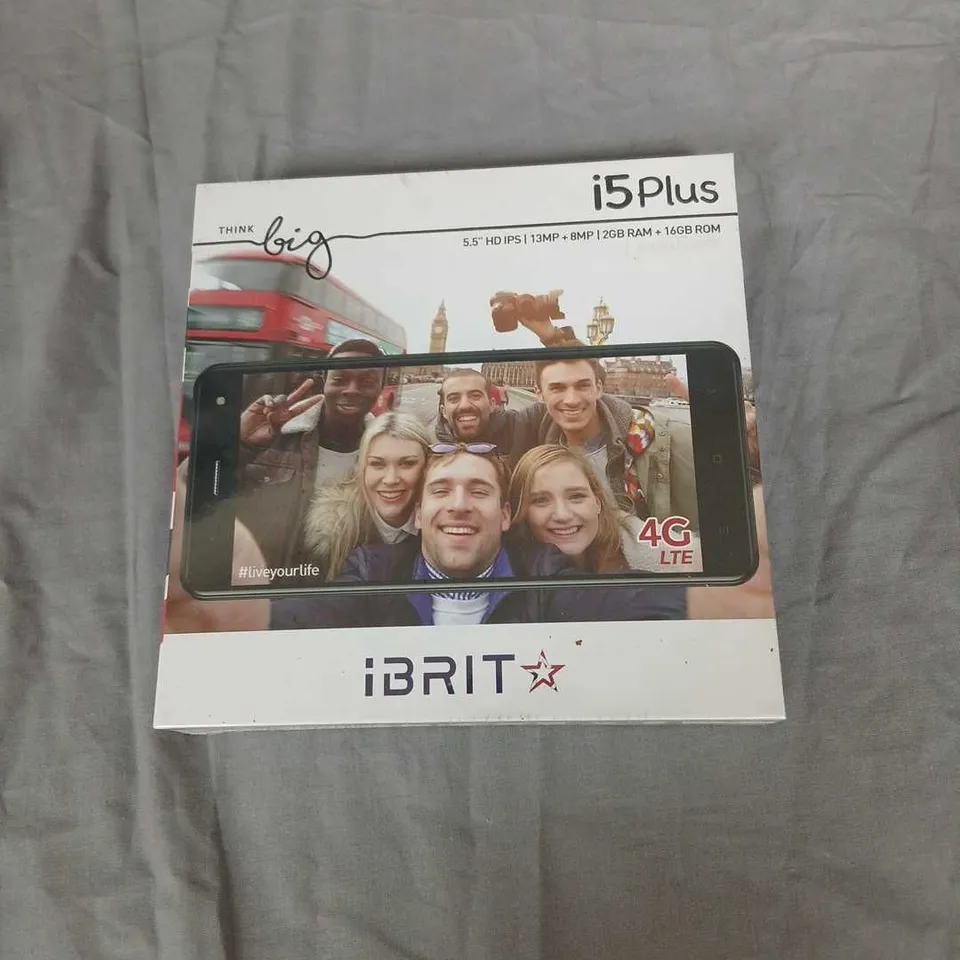 i5Plus
THINK big
5.5" HD IPS | 13MP + 8MP | 2GB RAM + 16GB ROM
4G
LTE
#liveyourlife
iBRIT